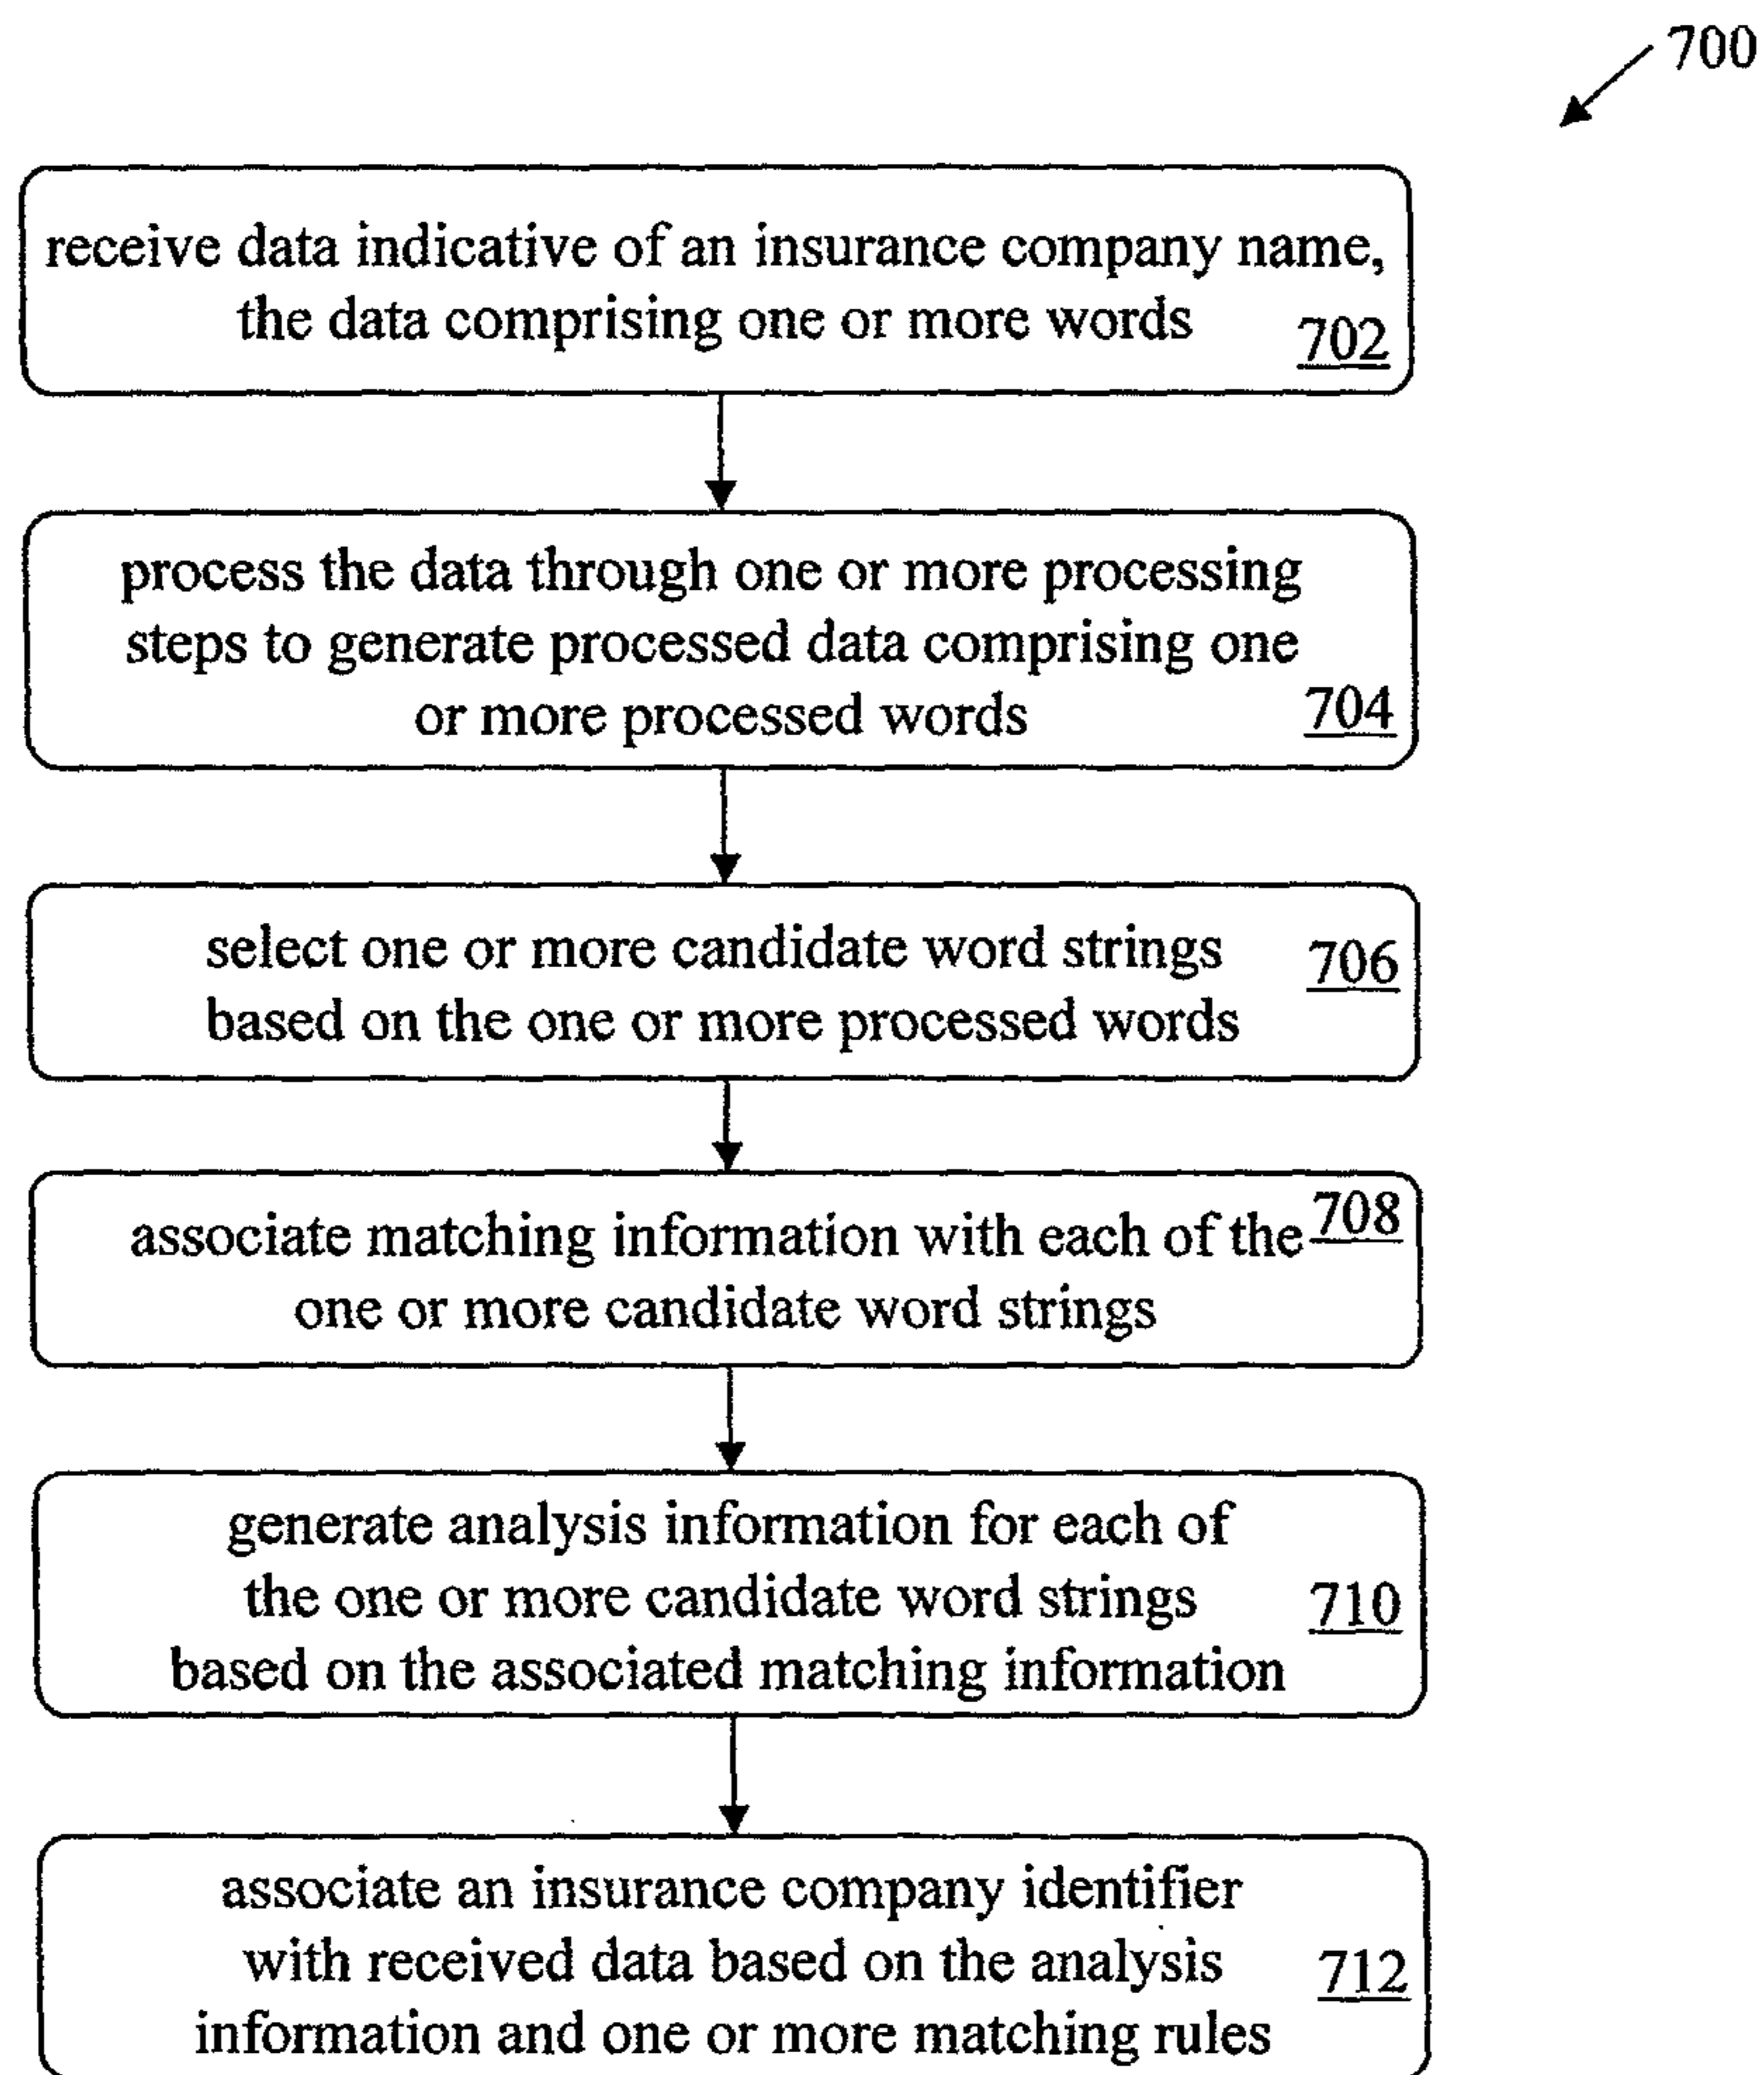 700
receive data indicative of an insurance company name,
the data comprising one or more words
702
process the data through one or more processing
steps to generate processed data comprising one
or more processed words
704
select one or more candidate word strings
706
based on the one or more processed words
associate matching information with each of the
708
one or more candidate word strings
generate analysis information for each of
the one or more candidate word strings
710
based on the associated matching information
associate an insurance company identifier
with received data based on the analysis
712
information and one or more matching rules